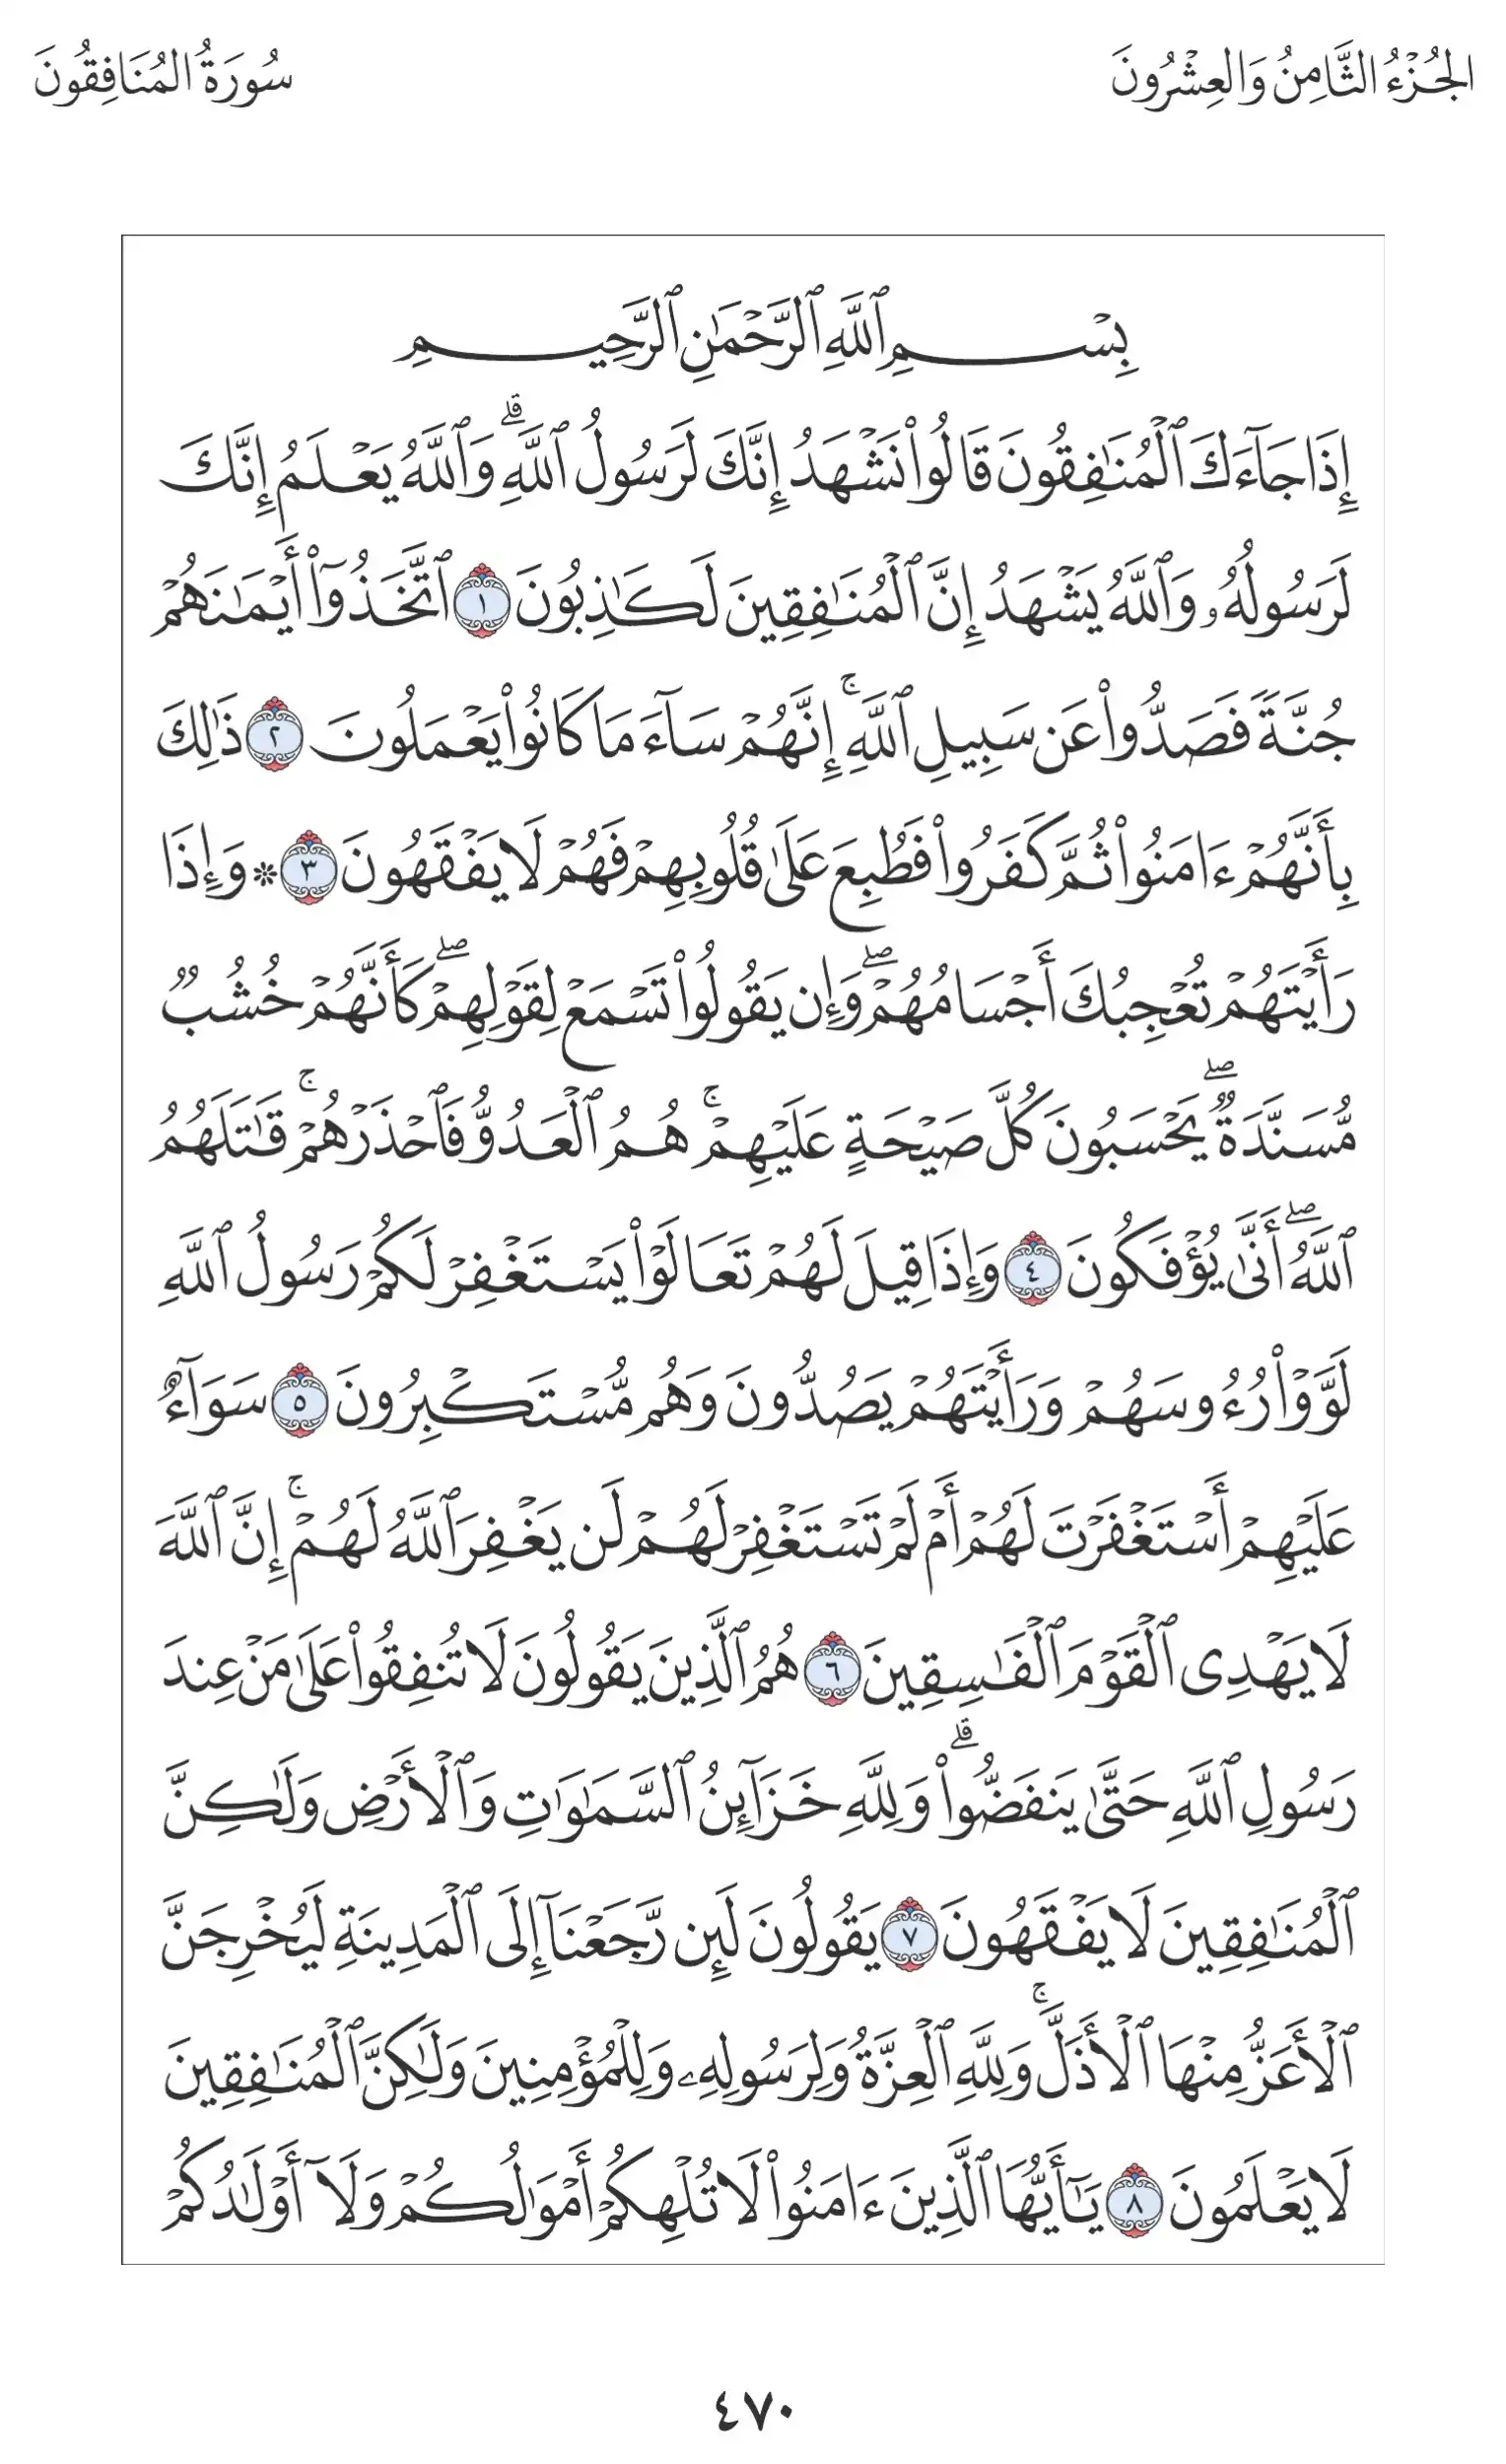 الجُزْءُ الثَّامِنُ وَالعِشْرُونَ
سُورَةُ المُنَافِقُونَ
بِسْمِ ٱللَّهِ ٱلرَّحْمَٰنِ ٱلرَّحِيمِ
إِذَا جَآءَكَ ٱلْمُنَٰفِقُونَ قَالُوا۟ نَشْهَدُ إِنَّكَ لَرَسُولُ ٱللَّهِ ۗ وَٱللَّهُ يَعْلَمُ إِنَّكَ
لَرَسُولُهُۥ وَٱللَّهُ يَشْهَدُ إِنَّ ٱلْمُنَٰفِقِينَ لَكَٰذِبُونَ ١ ٱتَّخَذُوٓا۟ أَيْمَٰنَهُمْ
جُنَّةً فَصَدُّوا۟ عَن سَبِيلِ ٱللَّهِ ۚ إِنَّهُمْ سَآءَ مَا كَانُوا۟ يَعْمَلُونَ ٢ ذَٰلِكَ
بِأَنَّهُمْ ءَامَنُوا۟ ثُمَّ كَفَرُوا۟ فَطُبِعَ عَلَىٰ قُلُوبِهِمْ فَهُمْ لَا يَفْقَهُونَ ٣ * وَإِذَا
رَأَيْتَهُمْ تُعْجِبُكَ أَجْسَامُهُمْ ۖ وَإِن يَقُولُوا۟ تَسْمَعْ لِقَوْلِهِمْ ۖ كَأَنَّهُمْ خُشُبٌ
مُّسَنَّدَةٌ ۖ يَحْسَبُونَ كُلَّ صَيْحَةٍ عَلَيْهِمْ ۚ هُمُ ٱلْعَدُوُّ فَٱحْذَرْهُمْ ۚ قَٰتَلَهُمُ
ٱللَّهُ ۖ أَنَّىٰ يُؤْفَكُونَ ٤ وَإِذَا قِيلَ لَهُمْ تَعَالَوْا۟ يَسْتَغْفِرْ لَكُمْ رَسُولُ ٱللَّهِ
لَوَّوْا۟ رُءُوسَهُمْ وَرَأَيْتَهُمْ يَصُدُّونَ وَهُم مُّسْتَكْبِرُونَ ٥ سَوَآءٌ
عَلَيْهِمْ أَسْتَغْفَرْتَ لَهُمْ أَمْ لَمْ تَسْتَغْفِرْ لَهُمْ لَن يَغْفِرَ ٱللَّهُ لَهُمْ ۚ إِنَّ ٱللَّهَ
لَا يَهْدِى ٱلْقَوْمَ ٱلْفَٰسِقِينَ ٦ هُمُ ٱلَّذِينَ يَقُولُونَ لَا تُنفِقُوا۟ عَلَىٰ مَنْ عِندَ
رَسُولِ ٱللَّهِ حَتَّىٰ يَنفَضُّوا۟ ۗ وَلِلَّهِ خَزَآئِنُ ٱلسَّمَٰوَٰتِ وَٱلْأَرْضِ وَلَٰكِنَّ
ٱلْمُنَٰفِقِينَ لَا يَفْقَهُونَ ٧ يَقُولُونَ لَئِن رَّجَعْنَآ إِلَى ٱلْمَدِينَةِ لَيُخْرِجَنَّ
ٱلْأَعَزُّ مِنْهَا ٱلْأَذَلَّ ۚ وَلِلَّهِ ٱلْعِزَّةُ وَلِرَسُولِهِۦ وَلِلْمُؤْمِنِينَ وَلَٰكِنَّ ٱلْمُنَٰفِقِينَ
لَا يَعْلَمُونَ ٨ يَٰٓأَيُّهَا ٱلَّذِينَ ءَامَنُوا۟ لَا تُلْهِكُمْ أَمْوَٰلُكُمْ وَلَآ أَوْلَٰدُكُمْ
٤٧٠